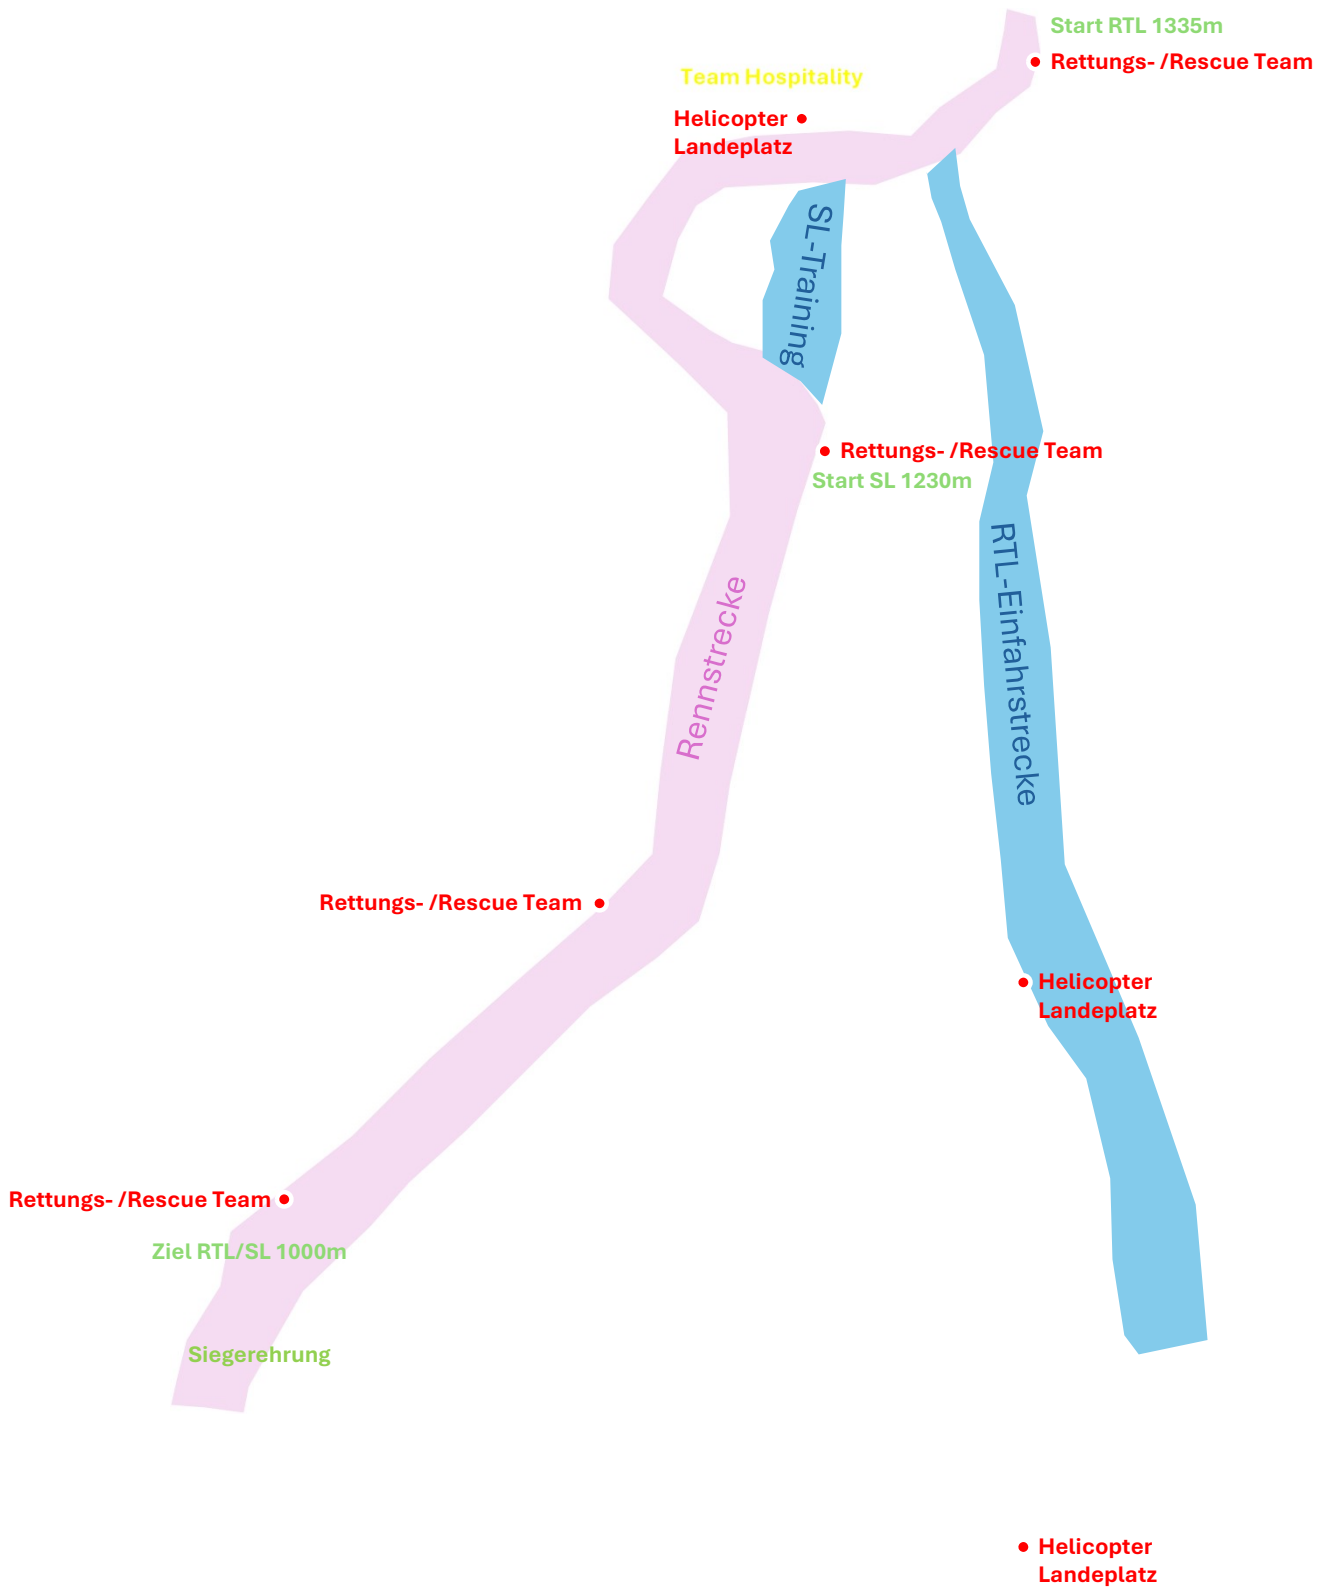 Start RTL 1335m
Rettungs- /Rescue Team
Team Hospitality
Helicopter
Landeplatz
SL-Training
Rettungs- /Rescue Team
Start SL 1230m
RTL-Einfahrstrecke
Rennstrecke
Rettungs- /Rescue Team
Helicopter
Landeplatz
Rettungs- /Rescue Team
Ziel RTL/SL 1000m
Siegerehrung
Helicopter
Landeplatz